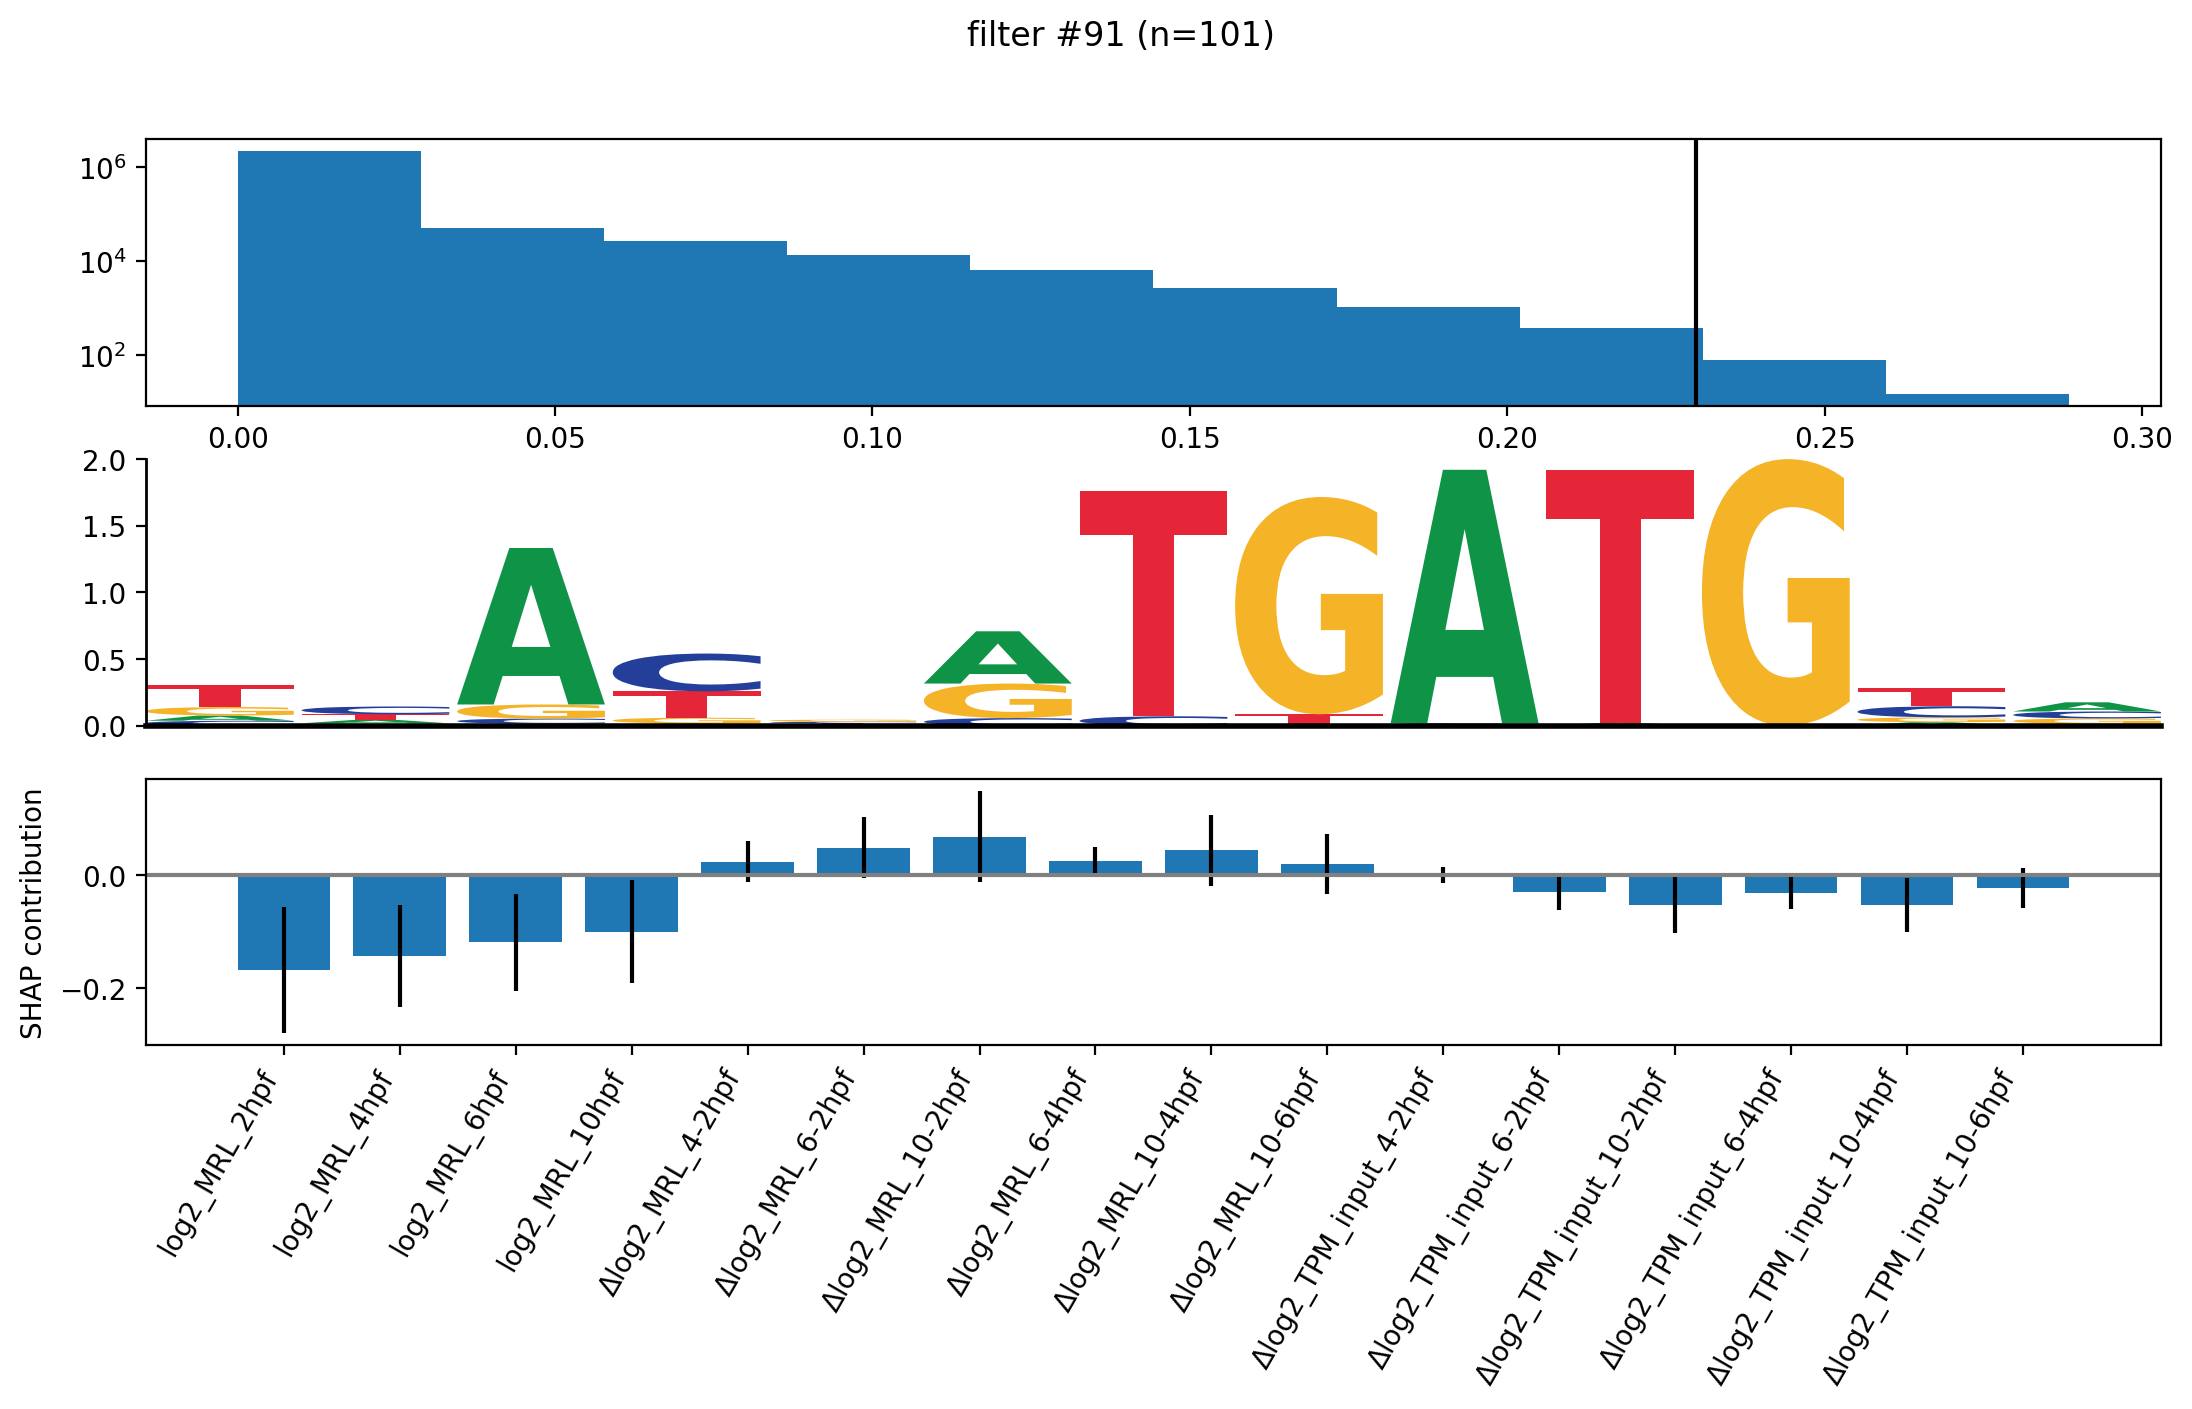 filter #91 (n=101)
10^6
10^4
10^2
0.00 0.05 0.10 0.15 0.20 0.25 0.30
2.0
1.5
1.0
0.5
0.0
T G A C
C T A
A G C
C T G
G C
A G C
T C
G T
A
T
G
T C G A
A C G
SHAP contribution
0.0
−0.2
log2_MRL_2hpf
log2_MRL_4hpf
log2_MRL_6hpf
log2_MRL_10hpf
Δlog2_MRL_4-2hpf
Δlog2_MRL_6-2hpf
Δlog2_MRL_10-2hpf
Δlog2_MRL_6-4hpf
Δlog2_MRL_10-4hpf
Δlog2_MRL_10-6hpf
Δlog2_TPM_input_4-2hpf
Δlog2_TPM_input_6-2hpf
Δlog2_TPM_input_10-2hpf
Δlog2_TPM_input_6-4hpf
Δlog2_TPM_input_10-4hpf
Δlog2_TPM_input_10-6hpf